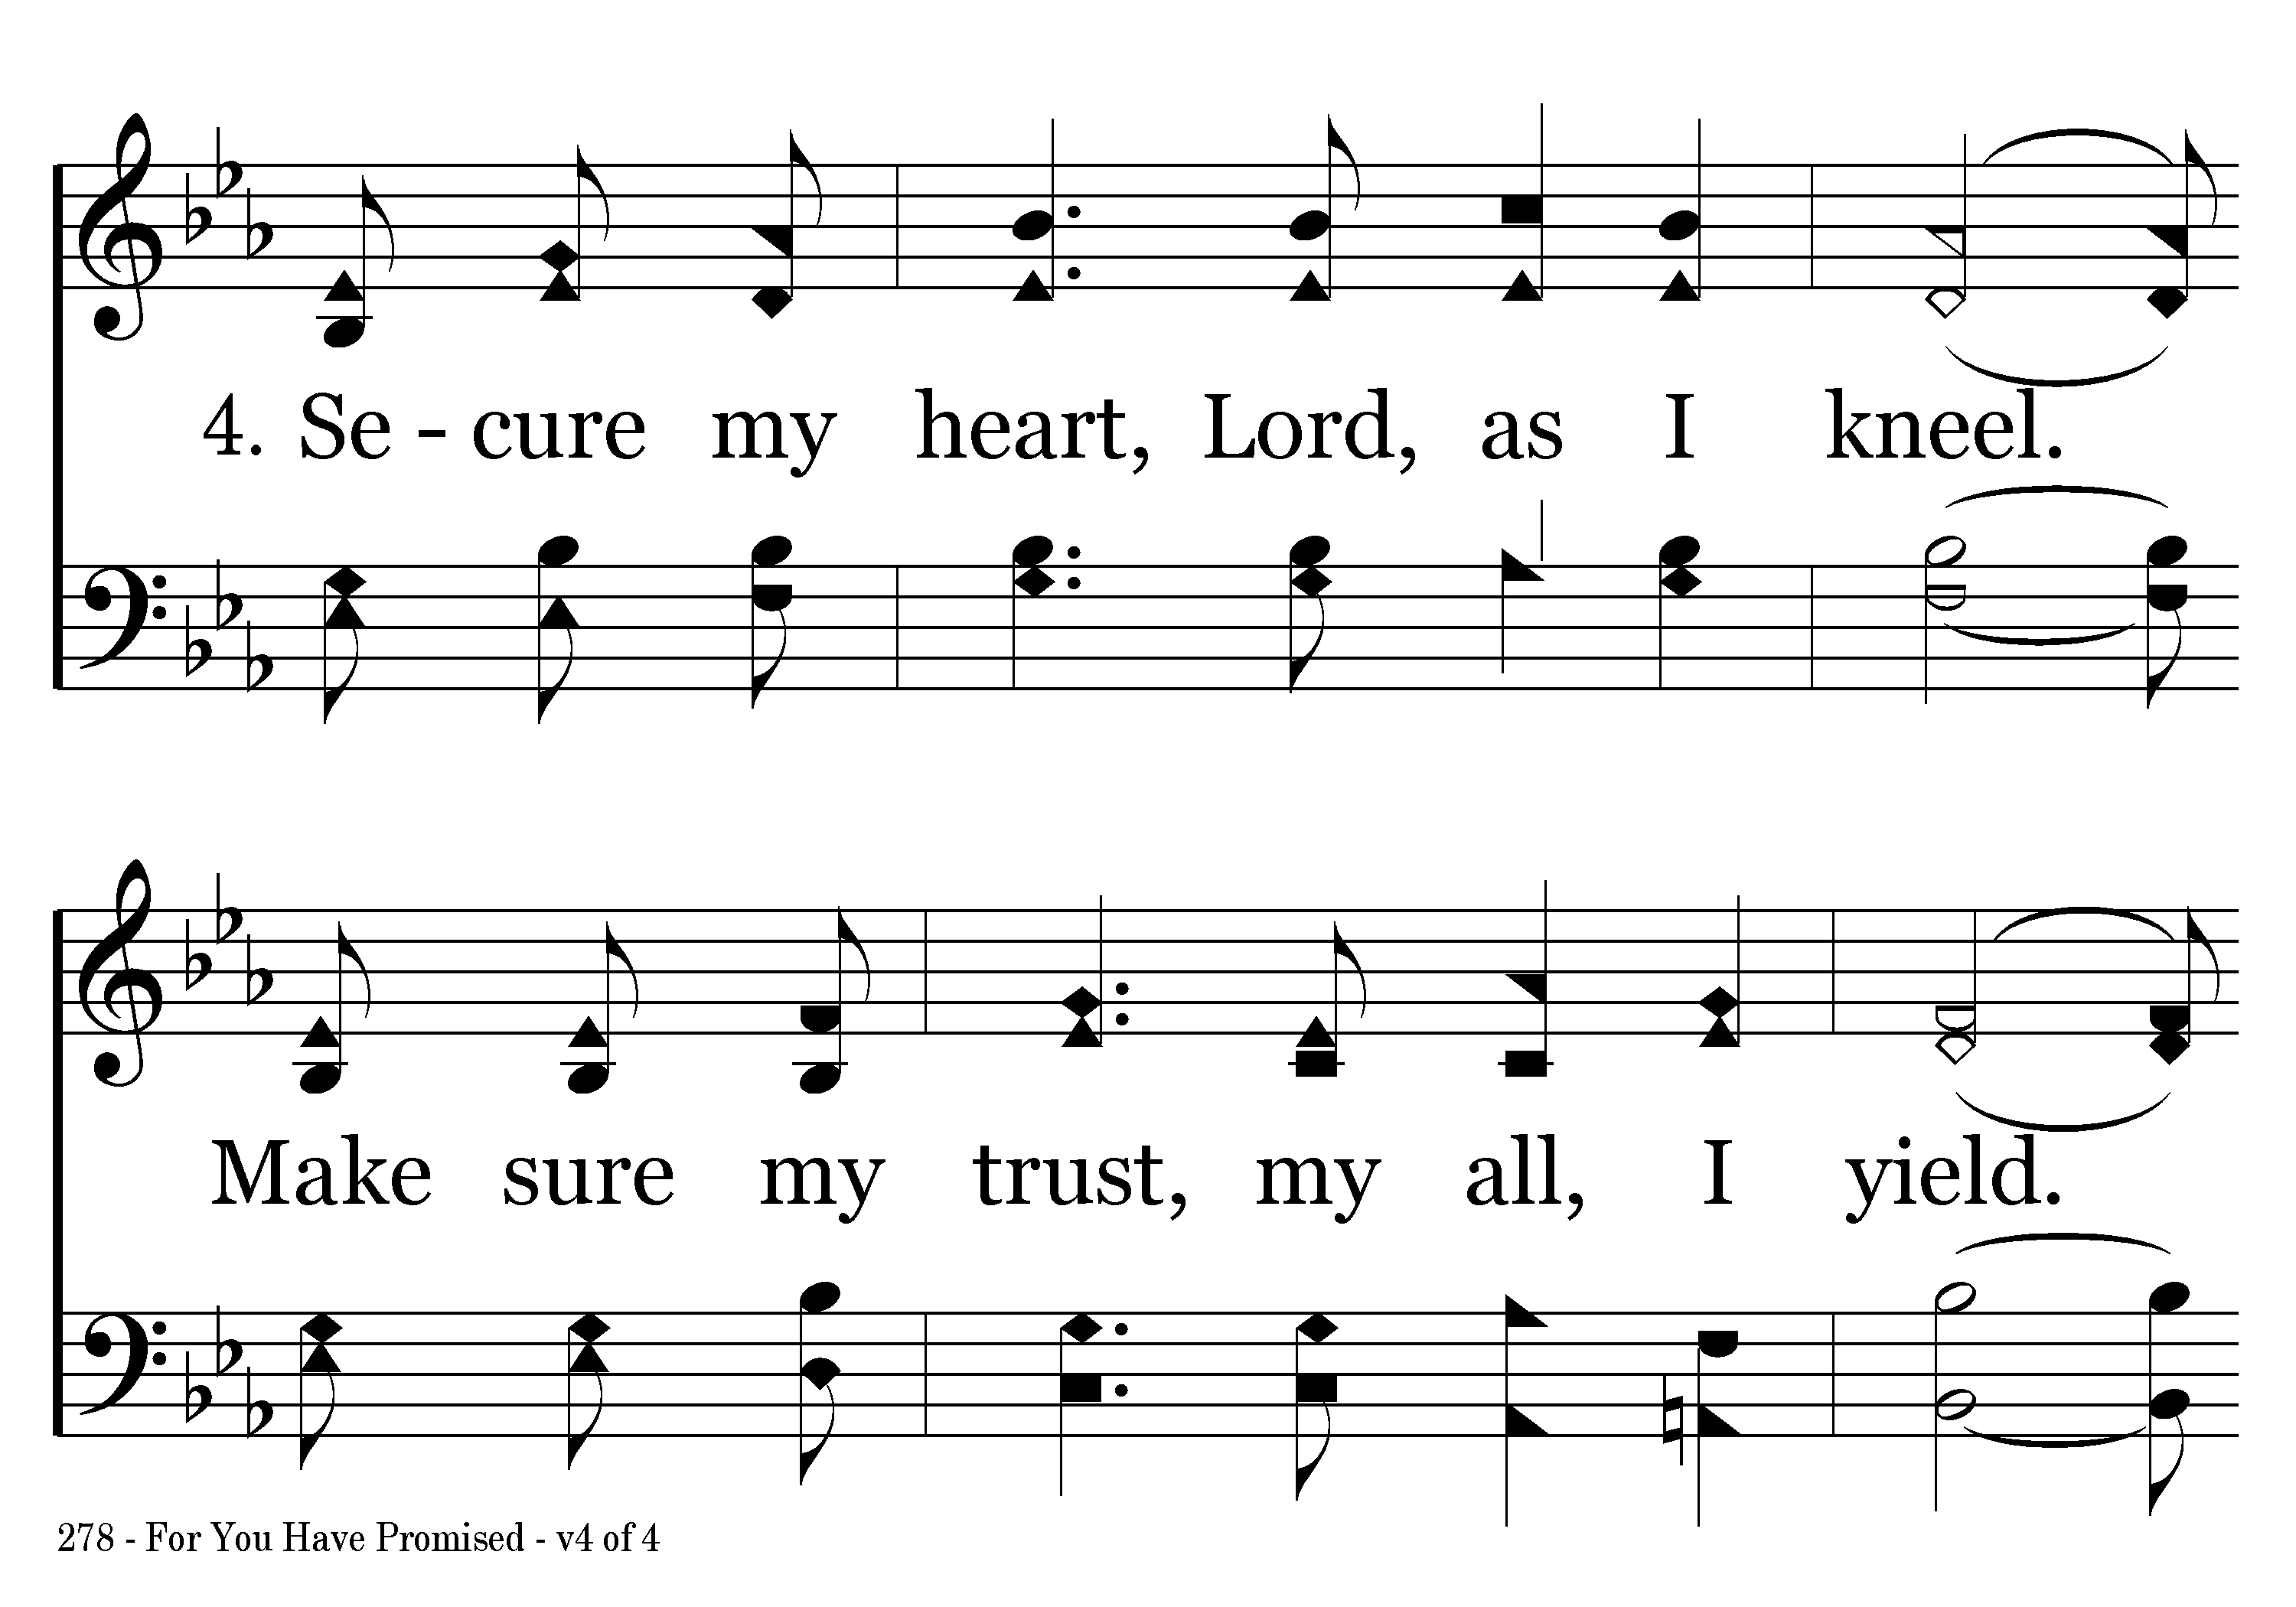 4. Se - cure my heart, Lord, as I kneel.
Make sure my trust, my all, I yield.
278 - For You Have Promised - v4 of 4